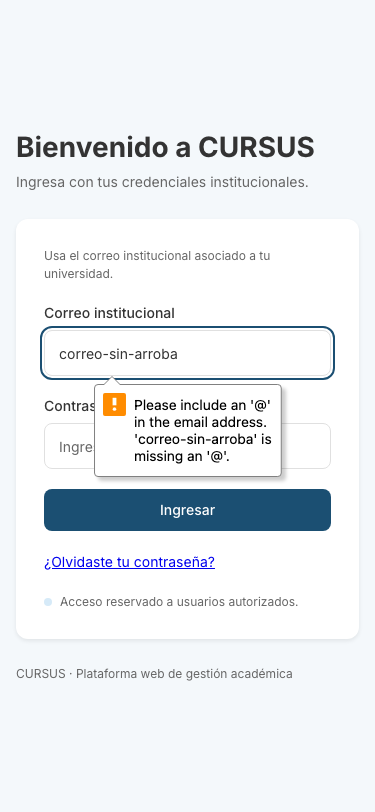 Bienvenido a CURSUS
Ingresa con tus credenciales institucionales.
Usa el correo institucional asociado a tu
universidad.
Correo institucional
correo-sin-arroba
Contras
Please include an '@'
in the email address.
'correo-sin-arroba' is
missing an '@'.
Ingre
Ingresar
¿Olvidaste tu contraseña?
Acceso reservado a usuarios autorizados.
CURSUS · Plataforma web de gestión académica